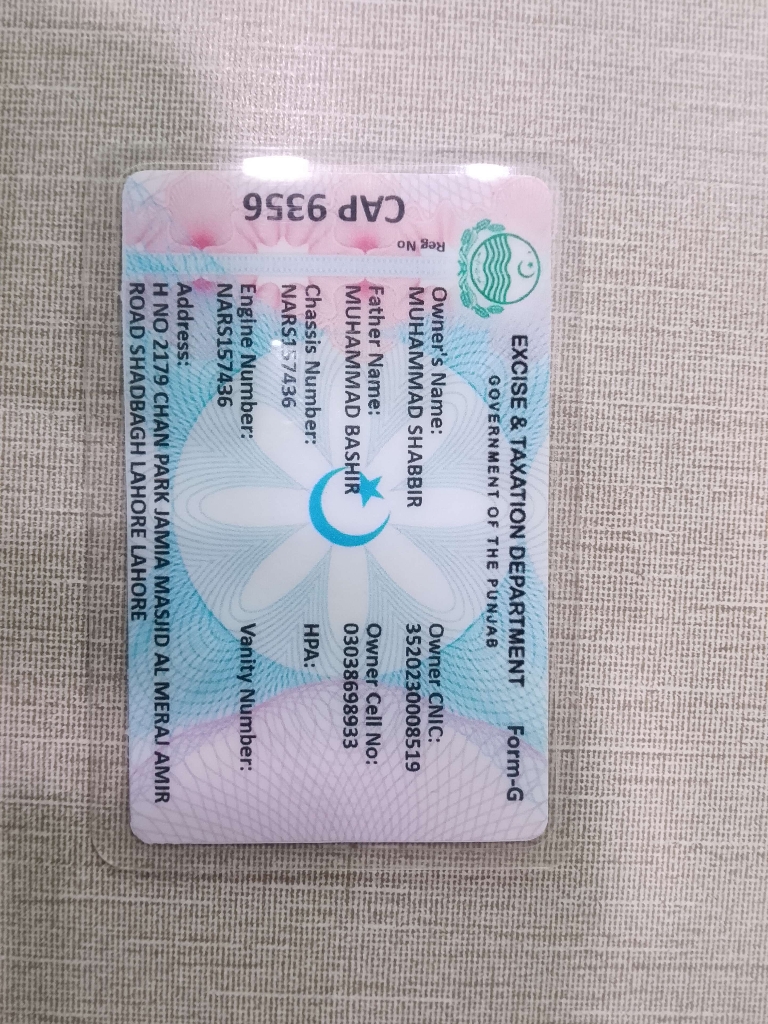 EXCISE & TAXATION DEPARTMENT Form-G
GOVERNMENT OF THE PUNJAB
Reg No
CAP 9356
Owner's Name: Owner CNIC:
MUHAMMAD SHABBIR 3520230008519
Father Name: Owner Cell No:
MUHAMMAD BASHIR 03038698933
Chassis Number: HPA:
NARS157436
Engine Number: Vanity Number:
NARS157436
Address:
H NO 2179 CHAN PARK JAMIA MASJID AL MERAJ AMIR
ROAD SHADBAGH LAHORE LAHORE